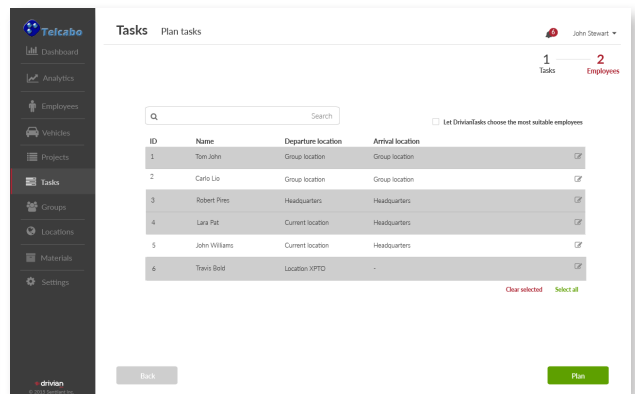 Telcabo
Dashboard
Analytics
Employees
Vehicles
Projects
Tasks
Groups
Locations
Materials
Settings
drivian
© 2015 Sentilant Inc.
Tasks Plan tasks
6 John Stewart
1 2
Tasks Employees
Search
Let DrivianTasks choose the most suitable employees
ID Name Departure location Arrival location
1 Tom John Group location Group location
2 Carlo Lio Group location Group location
3 Robert Pires Headquarters Headquarters
4 Lara Pat Current location Headquarters
5 John Williams Current location Headquarters
6 Travis Bold Location XPTO -
Clear selected Select all
Back Plan